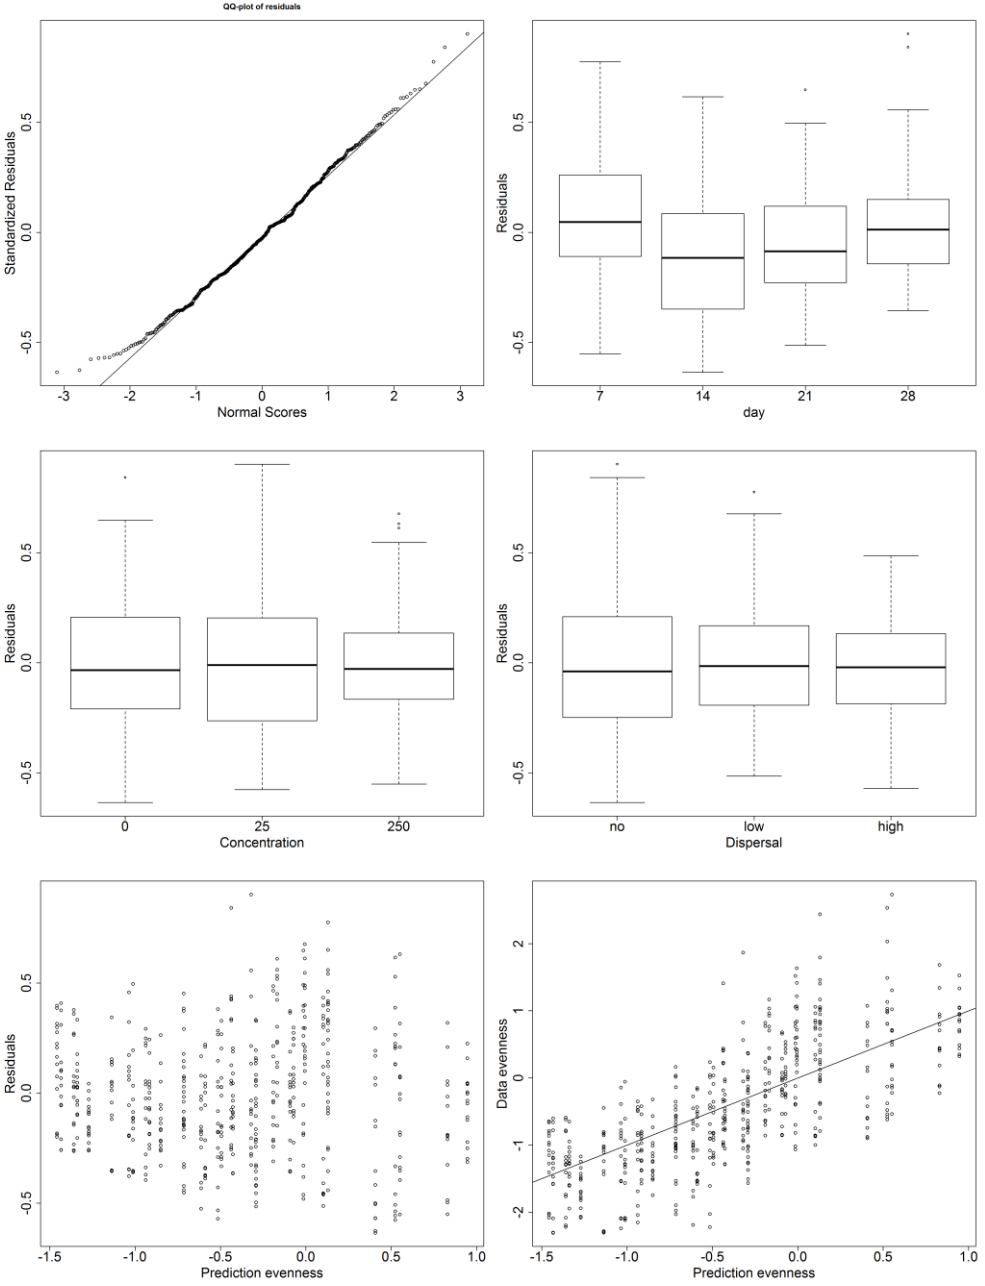 QQ-plot of residuals
Standardized Residuals
0.5
0.0
-0.5
-3 -2 -1 0 1 2 3
Normal Scores
Residuals
0.5
0.0
-0.5
7 14 21 28
day
Residuals
0.5
0.0
-0.5
0 25 250
Concentration
Residuals
0.5
0.0
-0.5
no low high
Dispersal
Residuals
0.5
0.0
-0.5
-1.5 -1.0 -0.5 0.0 0.5 1.0
Prediction evenness
Data evenness
2
1
0
-1
-2
-1.5 -1.0 -0.5 0.0 0.5 1.0
Prediction evenness